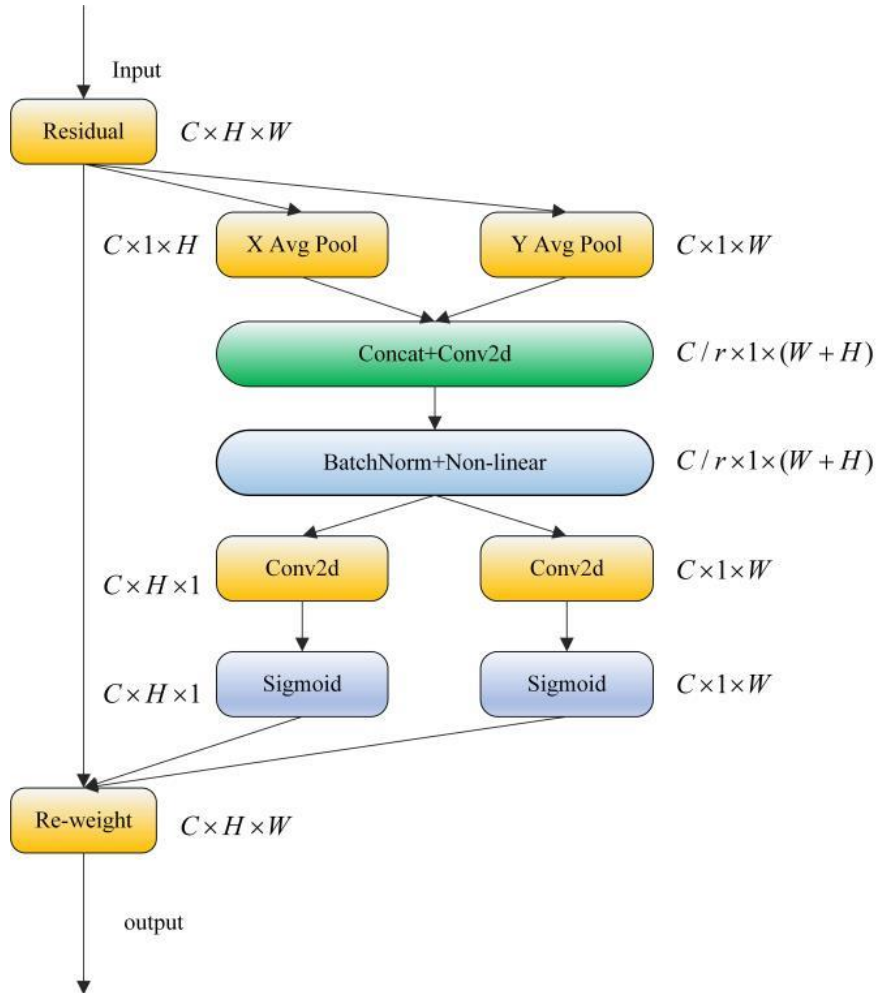 Input
Residual
C × H × W
C × 1 × H
X Avg Pool
Y Avg Pool
C × 1 × W
Concat+Conv2d
C / r × 1 × (W + H)
BatchNorm+Non-linear
C / r × 1 × (W + H)
C × H × 1
Conv2d
Conv2d
C × 1 × W
C × H × 1
Sigmoid
Sigmoid
C × 1 × W
Re-weight
C × H × W
output